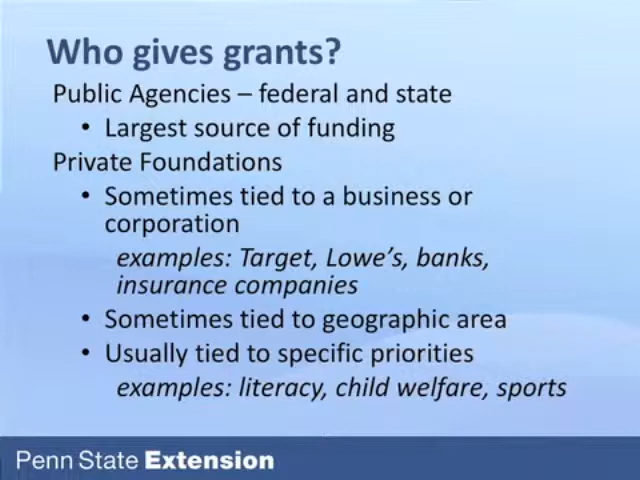 Who gives grants?
Public Agencies – federal and state
• Largest source of funding
Private Foundations
• Sometimes tied to a business or
corporation
examples: Target, Lowe's, banks,
insurance companies
• Sometimes tied to geographic area
• Usually tied to specific priorities
examples: literacy, child welfare, sports
Penn State Extension